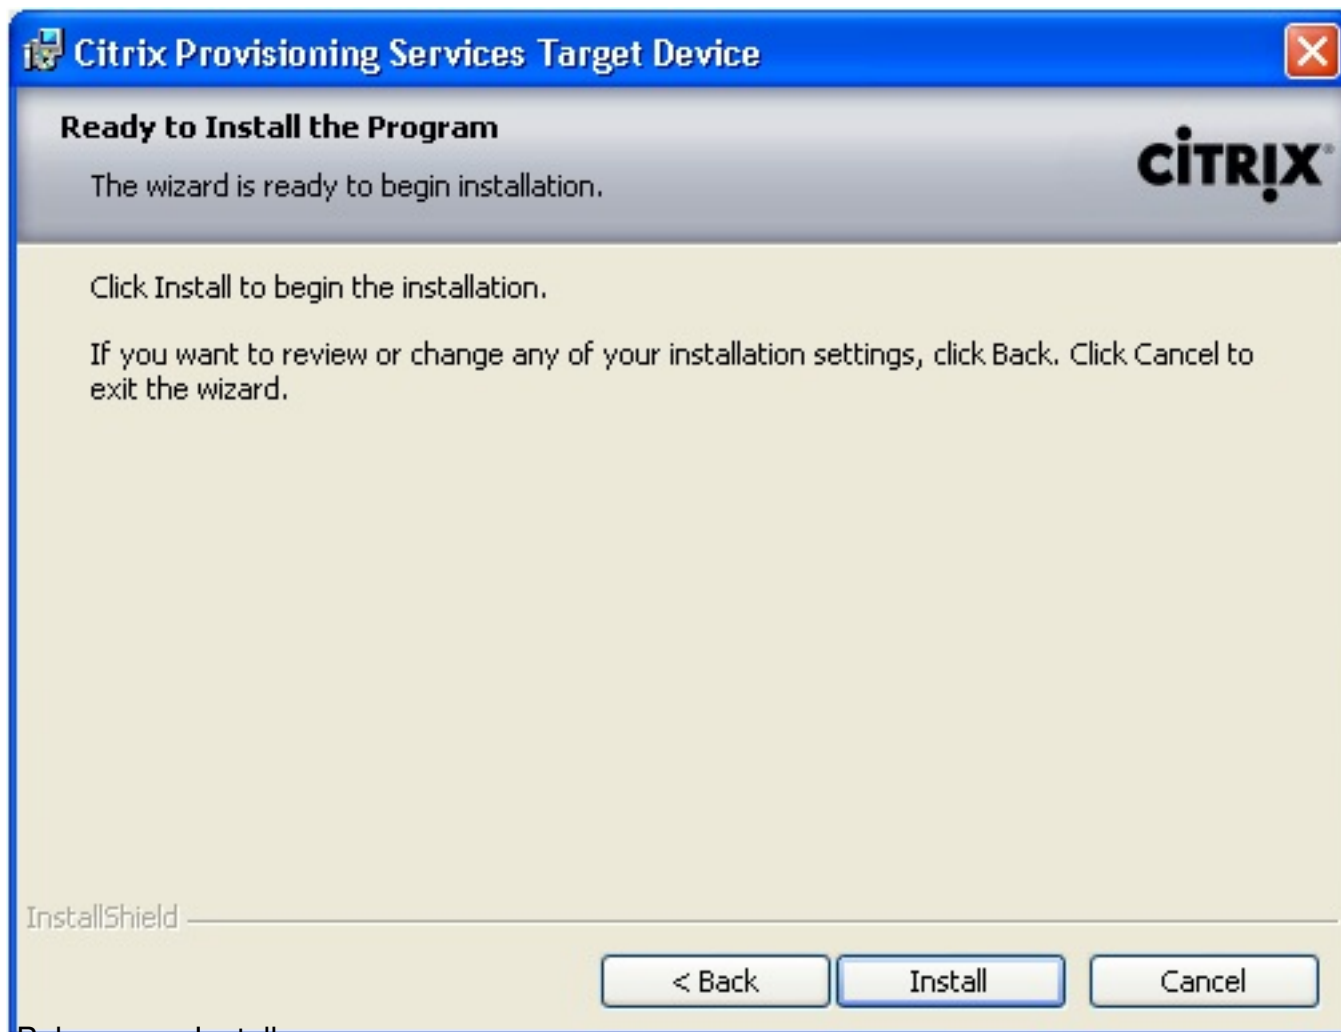 Citrix Provisioning Services Target Device
Ready to Install the Program
The wizard is ready to begin installation.
CITRIX
Click Install to begin the installation.
If you want to review or change any of your installation settings, click Back. Click Cancel to
exit the wizard.
InstallShield
< Back
Install
Cancel